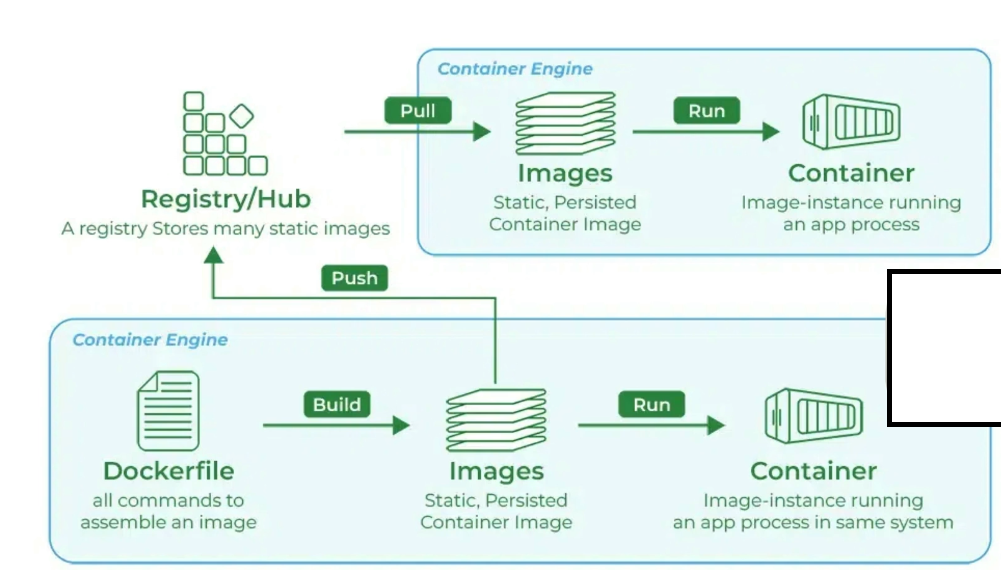 Container Engine
Pull
Run
Images
Static, Persisted
Container Image
Container
Image-instance running
an app process
Registry/Hub
A registry Stores many static images
Push
Container Engine
Build
Run
Dockerfile
all commands to
assemble an image
Images
Static, Persisted
Container Image
Container
Image-instance running
an app process in same system